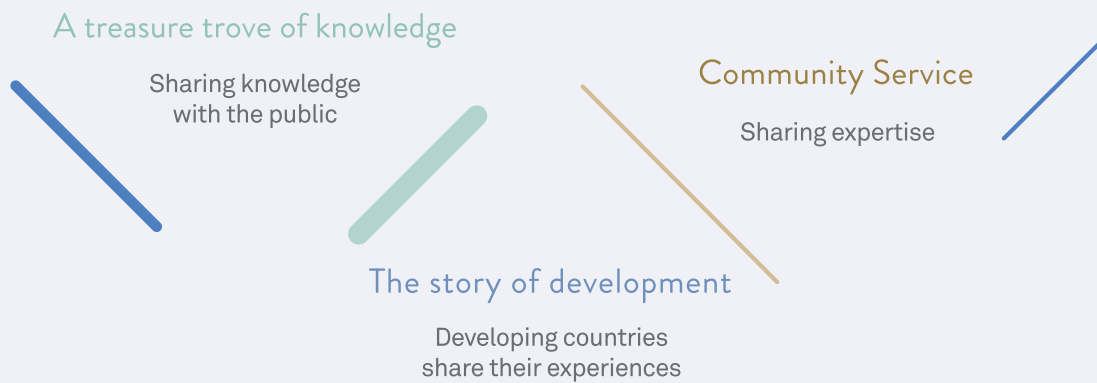 A treasure trove of knowledge
Sharing knowledge
with the public
Community Service
Sharing expertise
The story of development
Developing countries
share their experiences